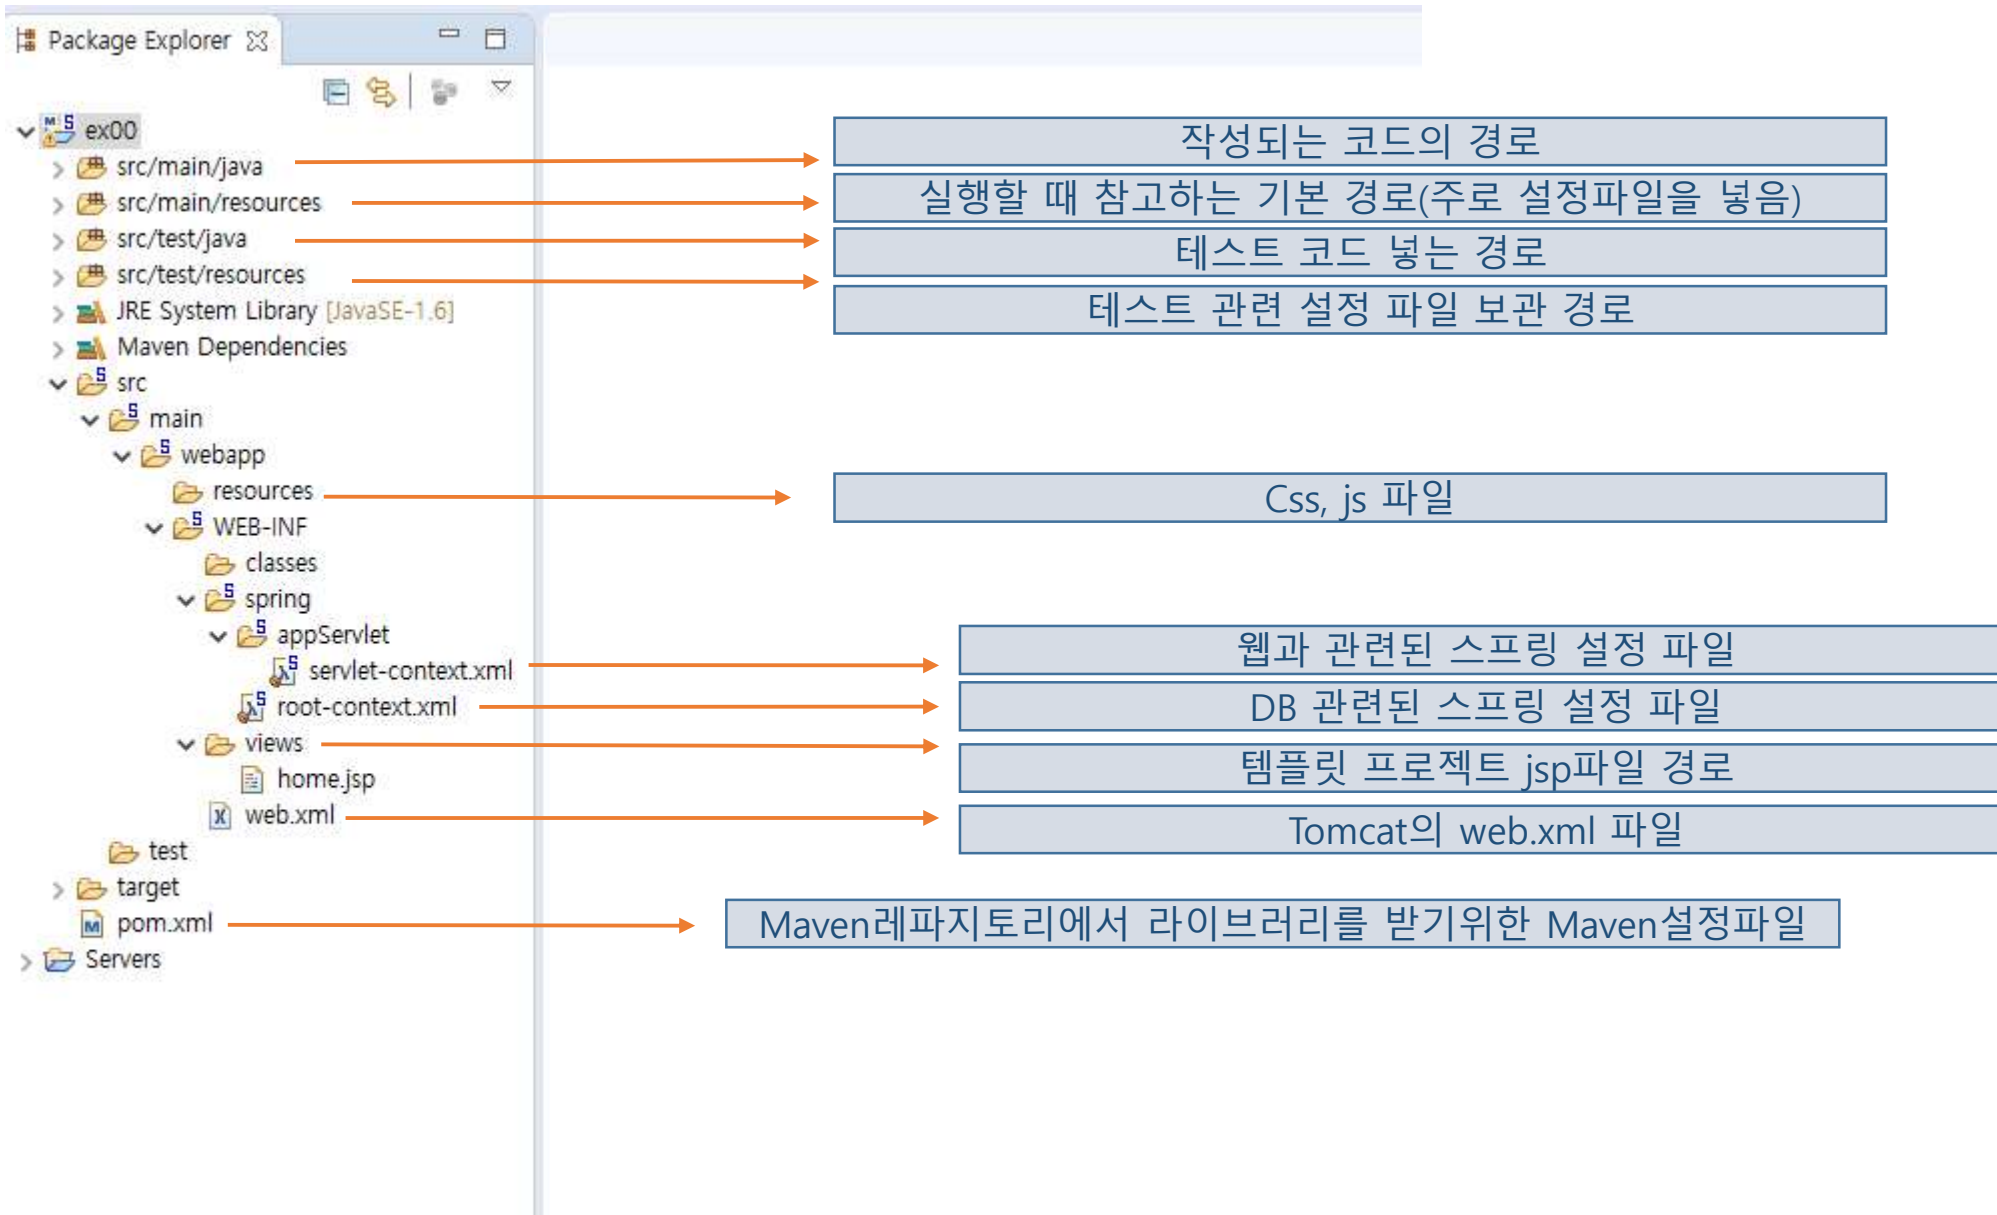 Package Explorer
ex00
src/main/java
작성되는 코드의 경로
src/main/resources
실행할 때 참고하는 기본 경로(주로 설정파일을 넣음)
src/test/java
테스트 코드 넣는 경로
src/test/resources
테스트 관련 설정 파일 보관 경로
JRE System Library [JavaSE-1.6]
Maven Dependencies
src
main
webapp
resources
Css, js 파일
WEB-INF
classes
spring
appServlet
servlet-context.xml
웹과 관련된 스프링 설정 파일
root-context.xml
DB 관련된 스프링 설정 파일
views
템플릿 프로젝트 jsp파일 경로
home.jsp
web.xml
Tomcat의 web.xml 파일
test
target
pom.xml
Maven레파지토리에서 라이브러리를 받기위한 Maven설정파일
Servers